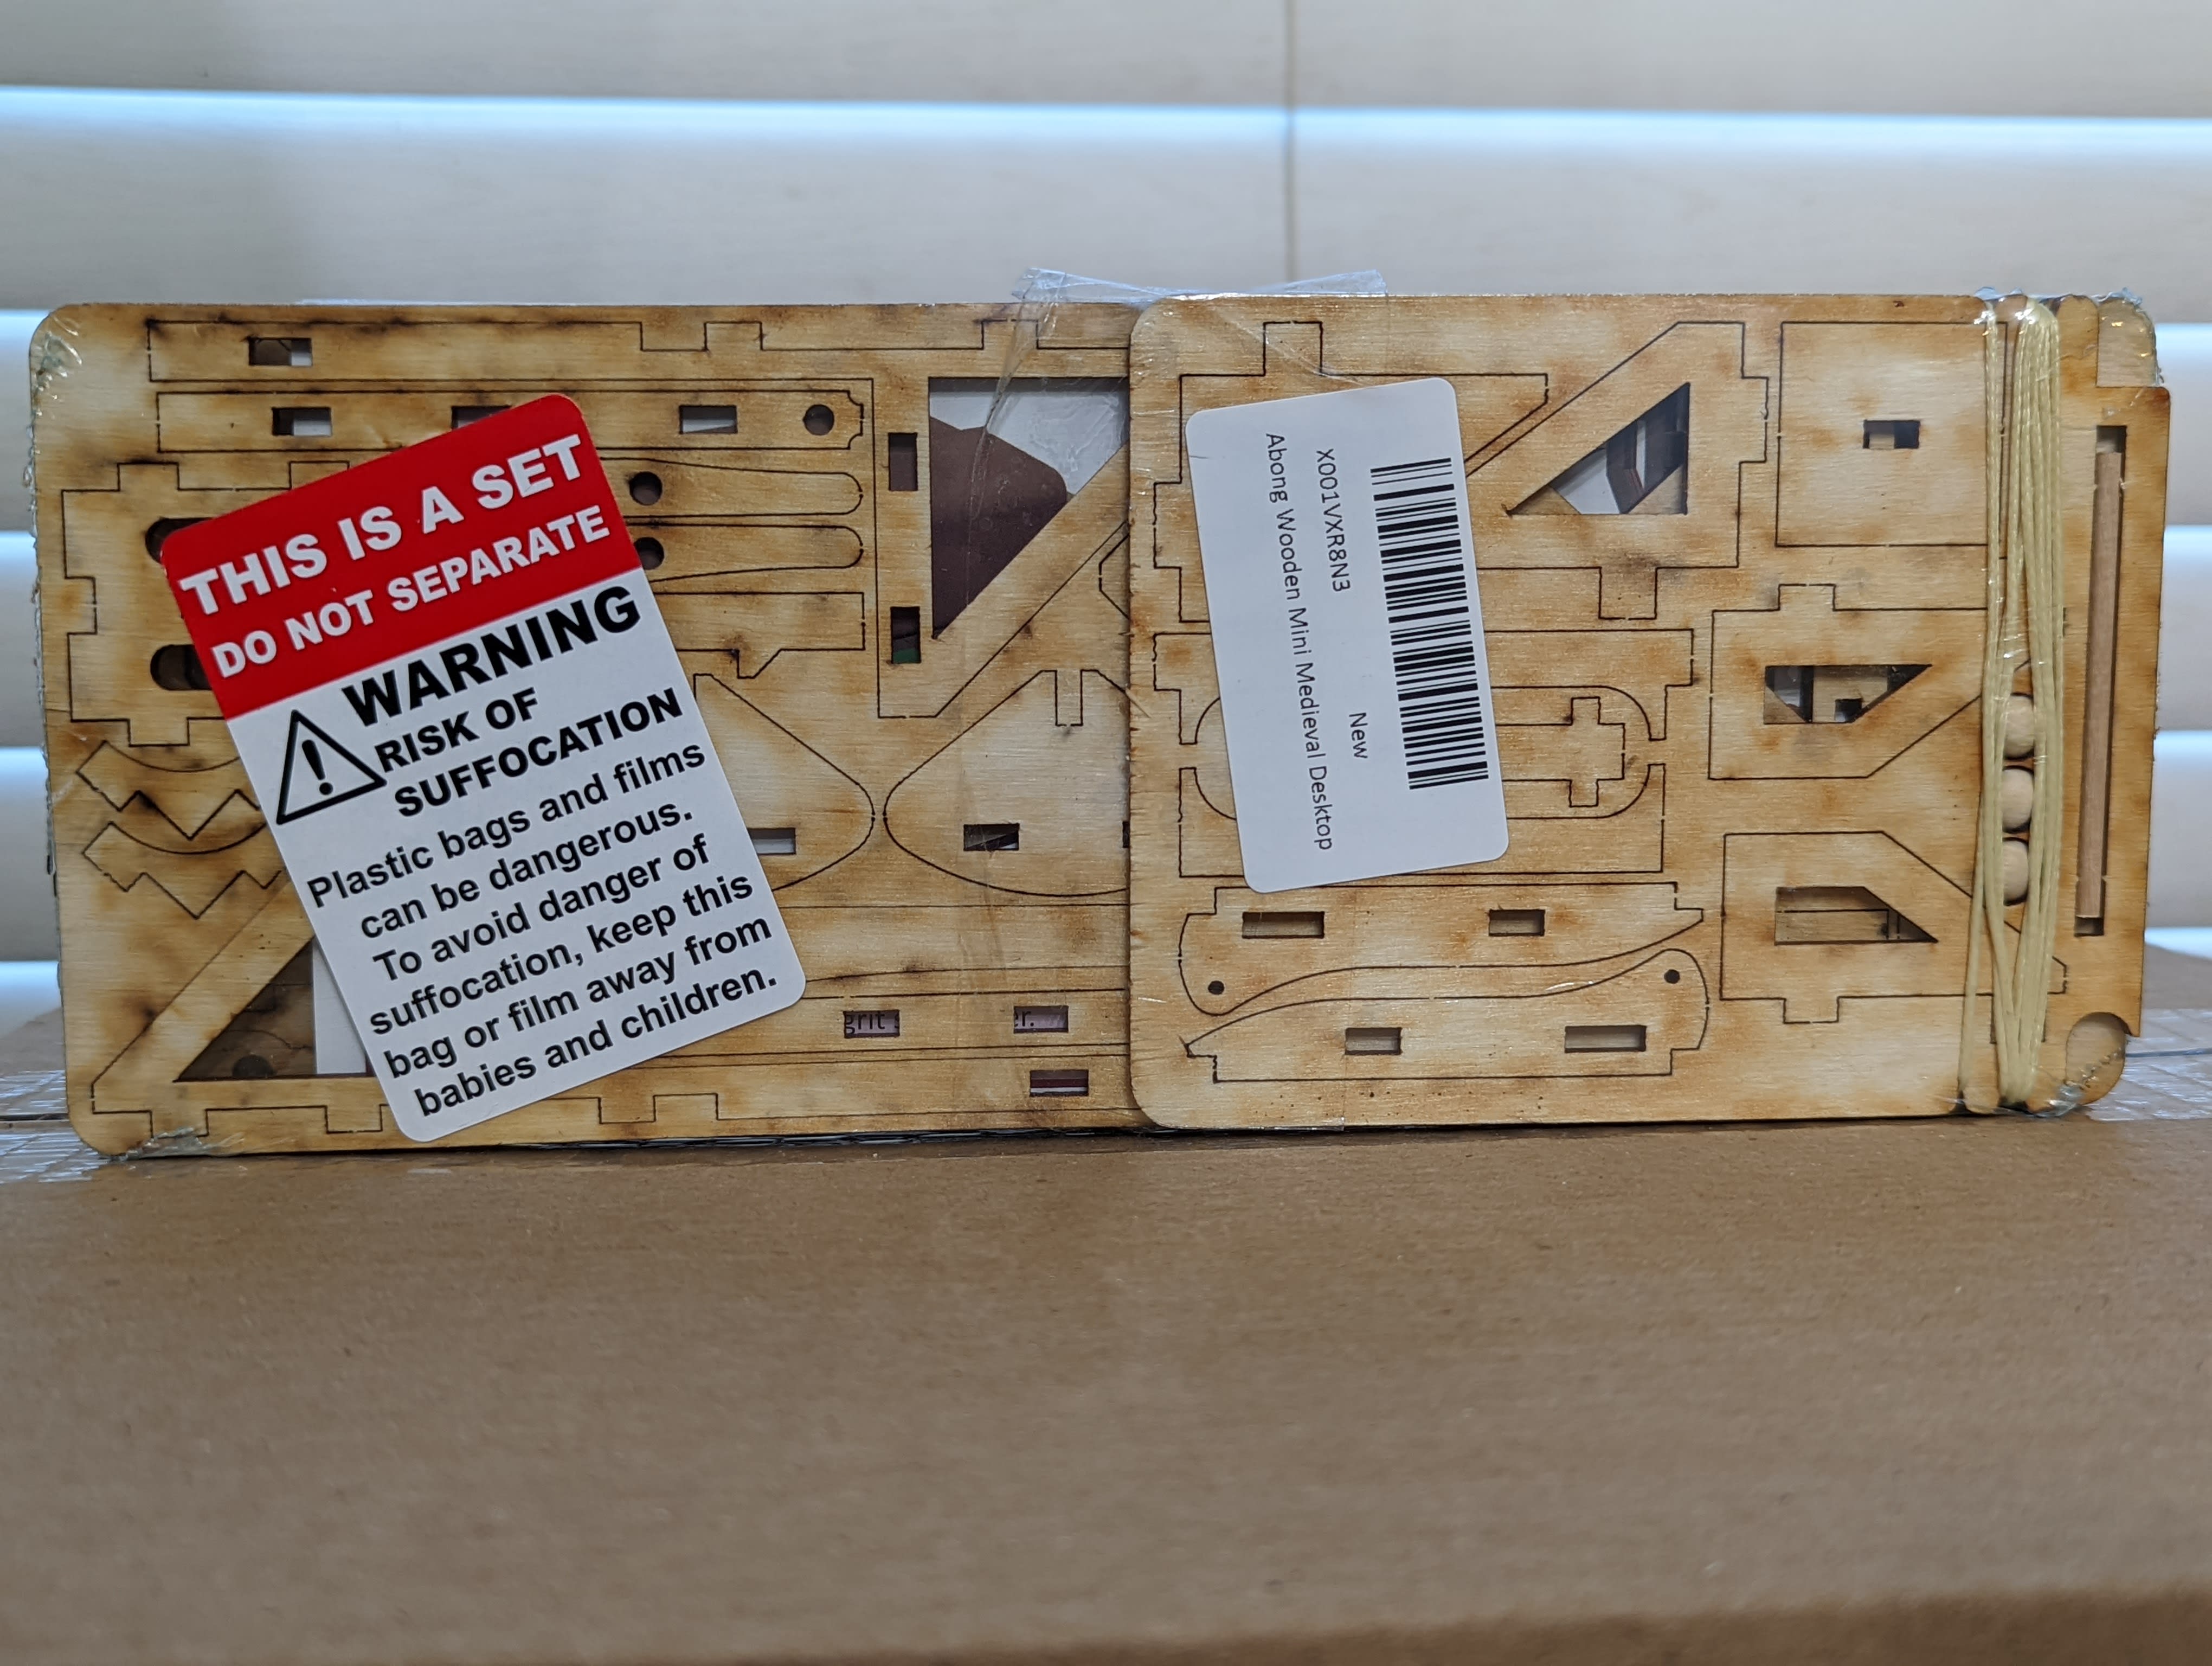 THIS IS A SET
DO NOT SEPARATE
WARNING
RISK OF
SUFFOCATION
Plastic bags and films
can be dangerous.
To avoid danger of
suffocation, keep this
bag or film away from
babies and children.
X001VXR8N3
New
Abong Wooden Mini Medieval Desktop
grit
r.